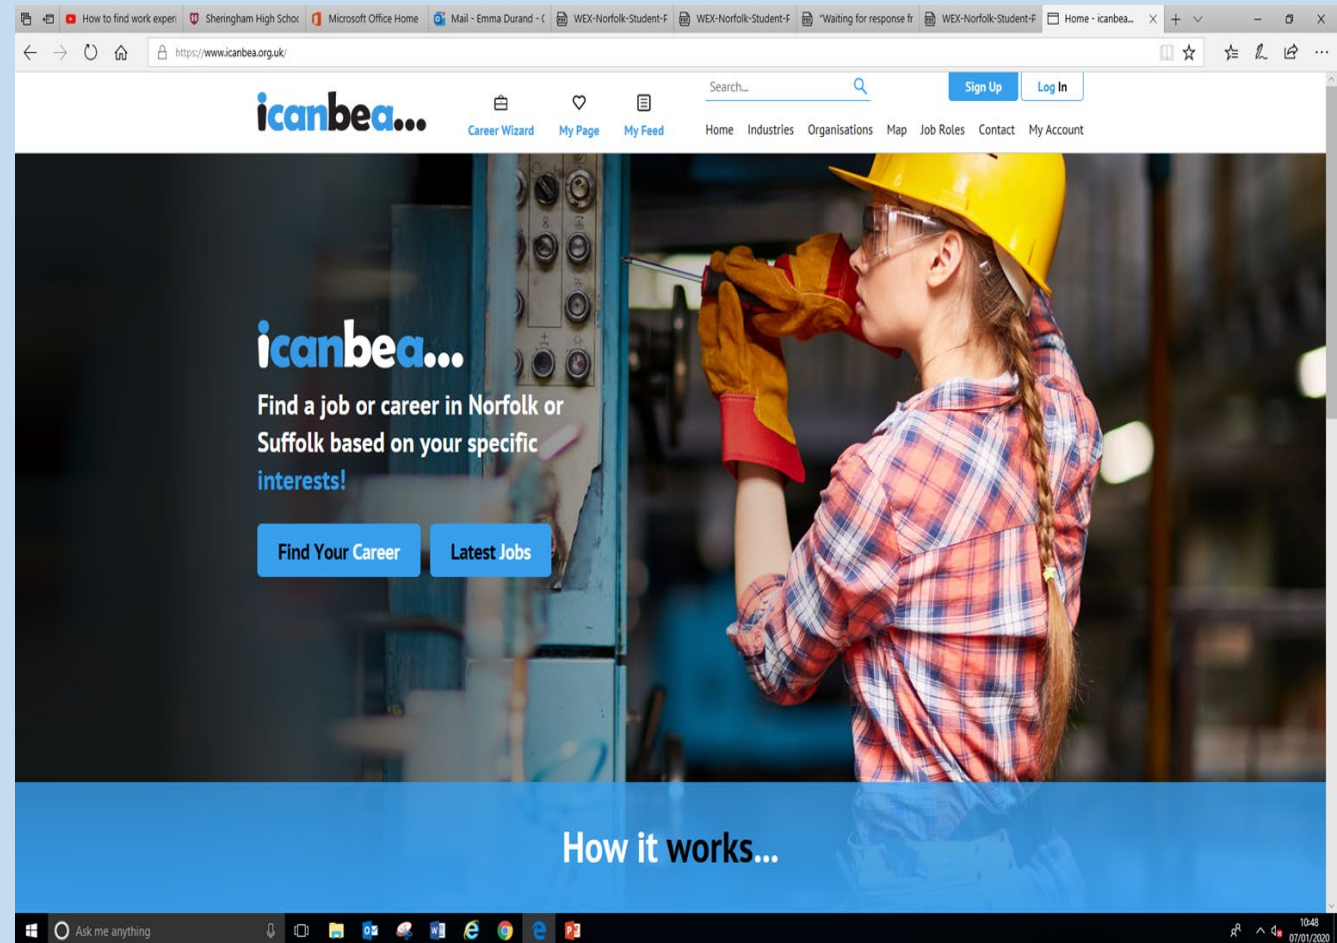 How to find work experi
Sheringham High Schoo
Microsoft Office Home
Mail - Emma Durand - (
WEX-Norfolk-Student-F
WEX-Norfolk-Student-F
"Waiting for response fr
WEX-Norfolk-Student-P
Home - icanbea...
https://www.icanbea.org.uk/
icanbea...
Career Wizard
My Page
My Feed
Search...
Sign Up
Log In
Home Industries Organisations Map Job Roles Contact My Account
icanbea...
Find a job or career in Norfolk or
Suffolk based on your specific
interests!
Find Your Career
Latest Jobs
How it works...
Ask me anything
10:48
07/01/2020